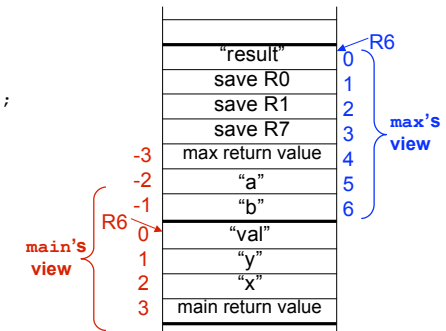 R6
"result" 0
save R0 1
; save R1 2
save R7 3
max's view
-3 max return value 4
-2 "a" 5
-1 "b" 6
R6
0 "val"
main's view
1 "y"
2 "x"
3 main return value